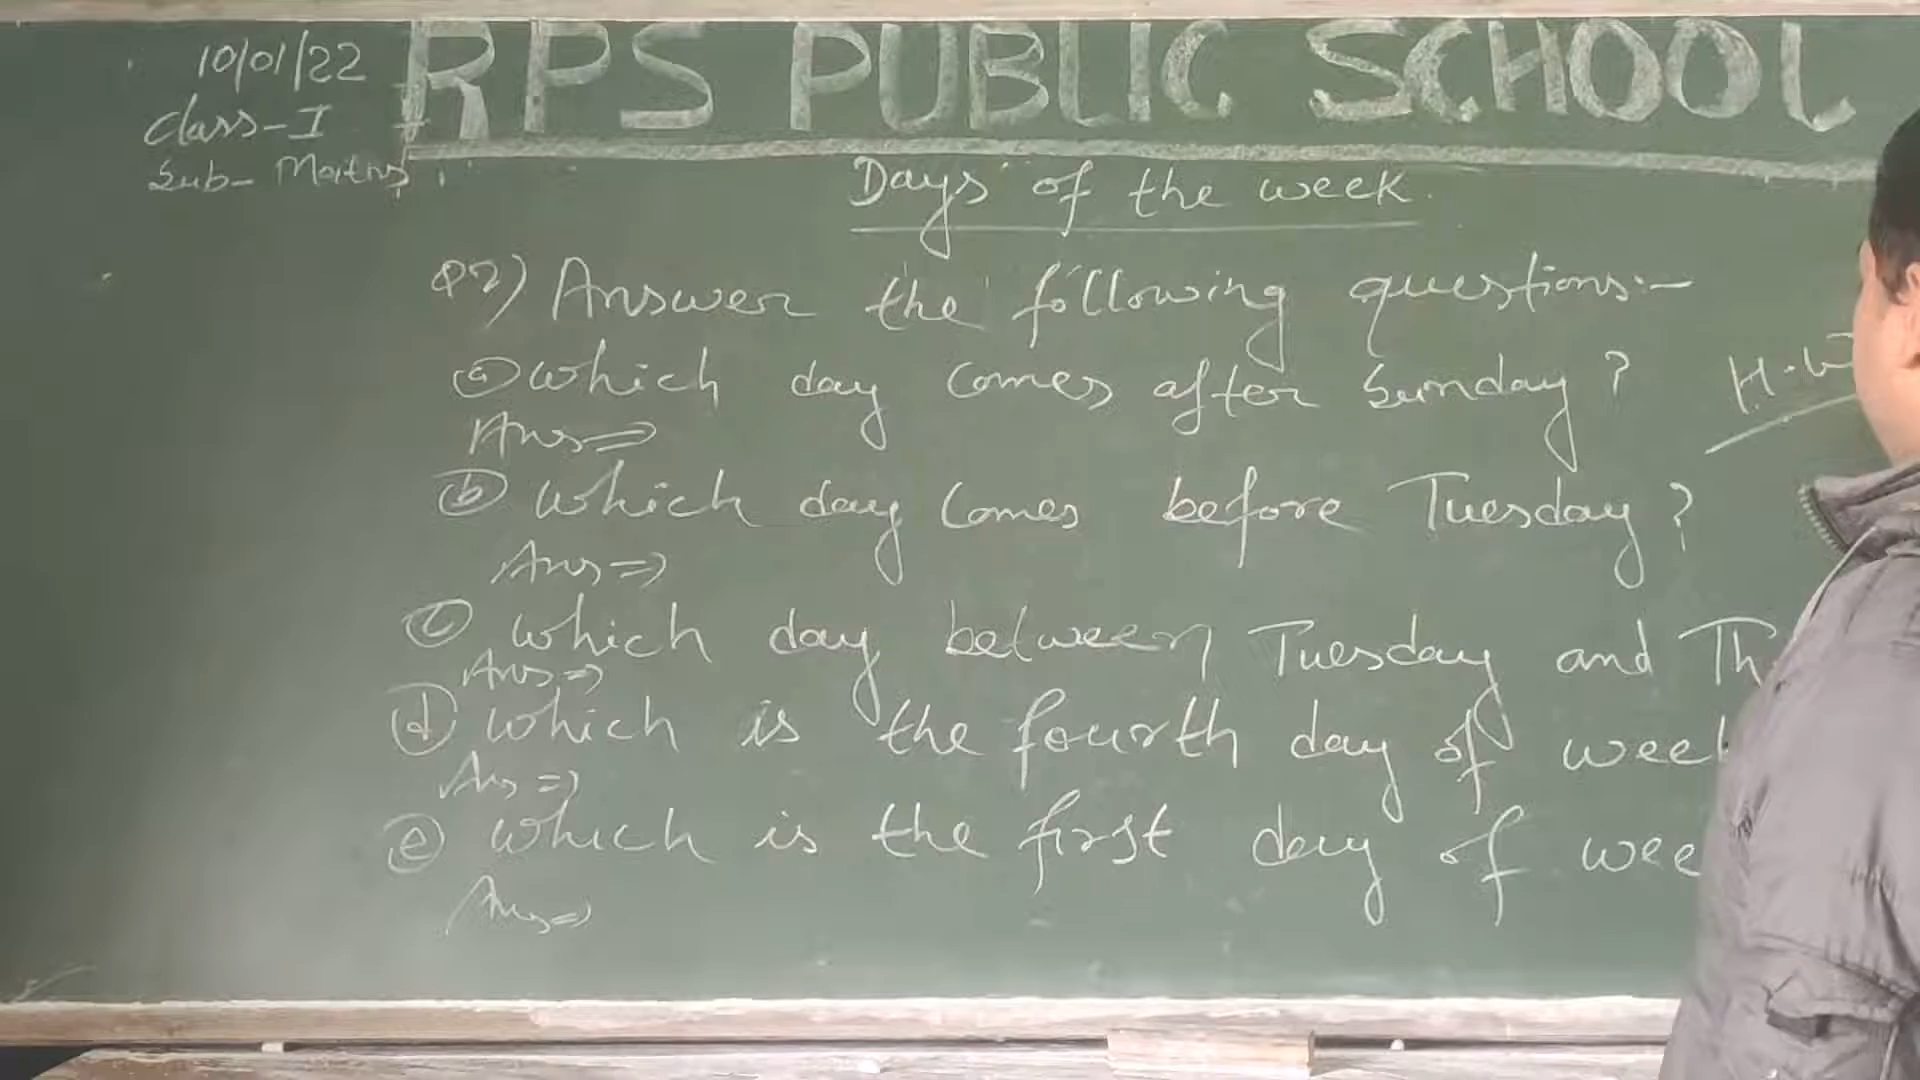 10/01/22
RPS PUBLIC SCHOOL
Class-I
Sub- Maths
Days of the week.
Q2) Answer the following questions:-
(a) which day comes after Sunday?
H.W
Ans⇒
(b) which day comes before Tuesday?
Ans⇒
(c) which day between Tuesday and Th
Ans⇒
(d) which is the fourth day of week
Ans⇒
(e) which is the first day of wee
Ans⇒